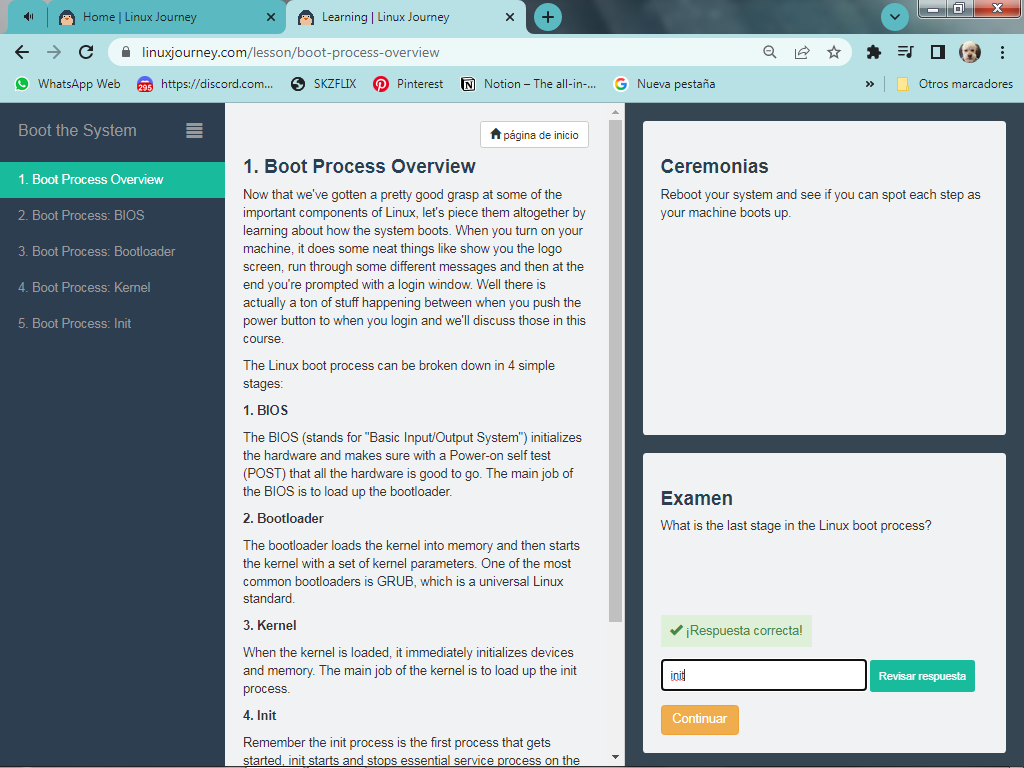 Home | Linux Journey
Learning | Linux Journey
linuxjourney.com/lesson/boot-process-overview
WhatsApp Web
295
https://discord.com...
SKZFLIX
Pinterest
Notion – The all-in-...
Nueva pestaña
»
Otros marcadores
Boot the System
1. Boot Process Overview
2. Boot Process: BIOS
3. Boot Process: Bootloader
4. Boot Process: Kernel
5. Boot Process: Init
página de inicio
1. Boot Process Overview
Now that we've gotten a pretty good grasp at some of the
important components of Linux, let's piece them altogether by
learning about how the system boots. When you turn on your
machine, it does some neat things like show you the logo
screen, run through some different messages and then at the
end you're prompted with a login window. Well there is
actually a ton of stuff happening between when you push the
power button to when you login and we'll discuss those in this
course.
The Linux boot process can be broken down in 4 simple
stages:
1. BIOS
The BIOS (stands for "Basic Input/Output System") initializes
the hardware and makes sure with a Power-on self test
(POST) that all the hardware is good to go. The main job of
the BIOS is to load up the bootloader.
2. Bootloader
The bootloader loads the kernel into memory and then starts
the kernel with a set of kernel parameters. One of the most
common bootloaders is GRUB, which is a universal Linux
standard.
3. Kernel
When the kernel is loaded, it immediately initializes devices
and memory. The main job of the kernel is to load up the init
process.
4. Init
Remember the init process is the first process that gets
started, init starts and stops essential service process on the
Ceremonias
Reboot your system and see if you can spot each step as
your machine boots up.
Examen
What is the last stage in the Linux boot process?
¡Respuesta correcta!
init
Revisar respuesta
Continuar